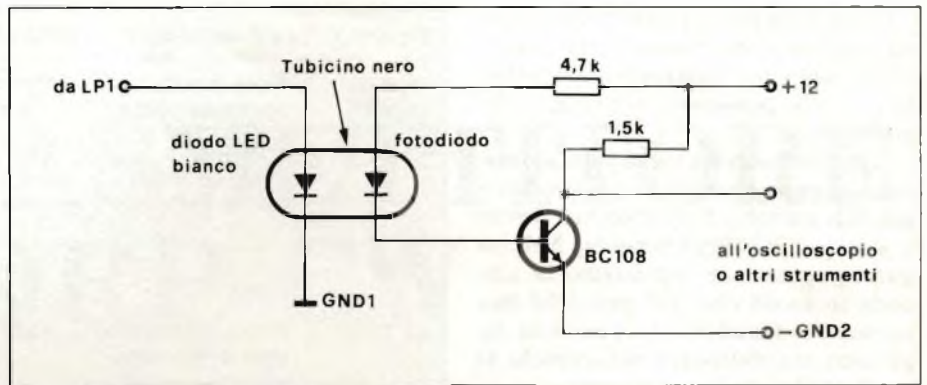 4,7 k
Tubicino nero
da LP1
+ 12
1,5k
diodo LED
bianco
fotodiodo
BC108
all'oscilloscopio
o altri strumenti
GND1
– GND2